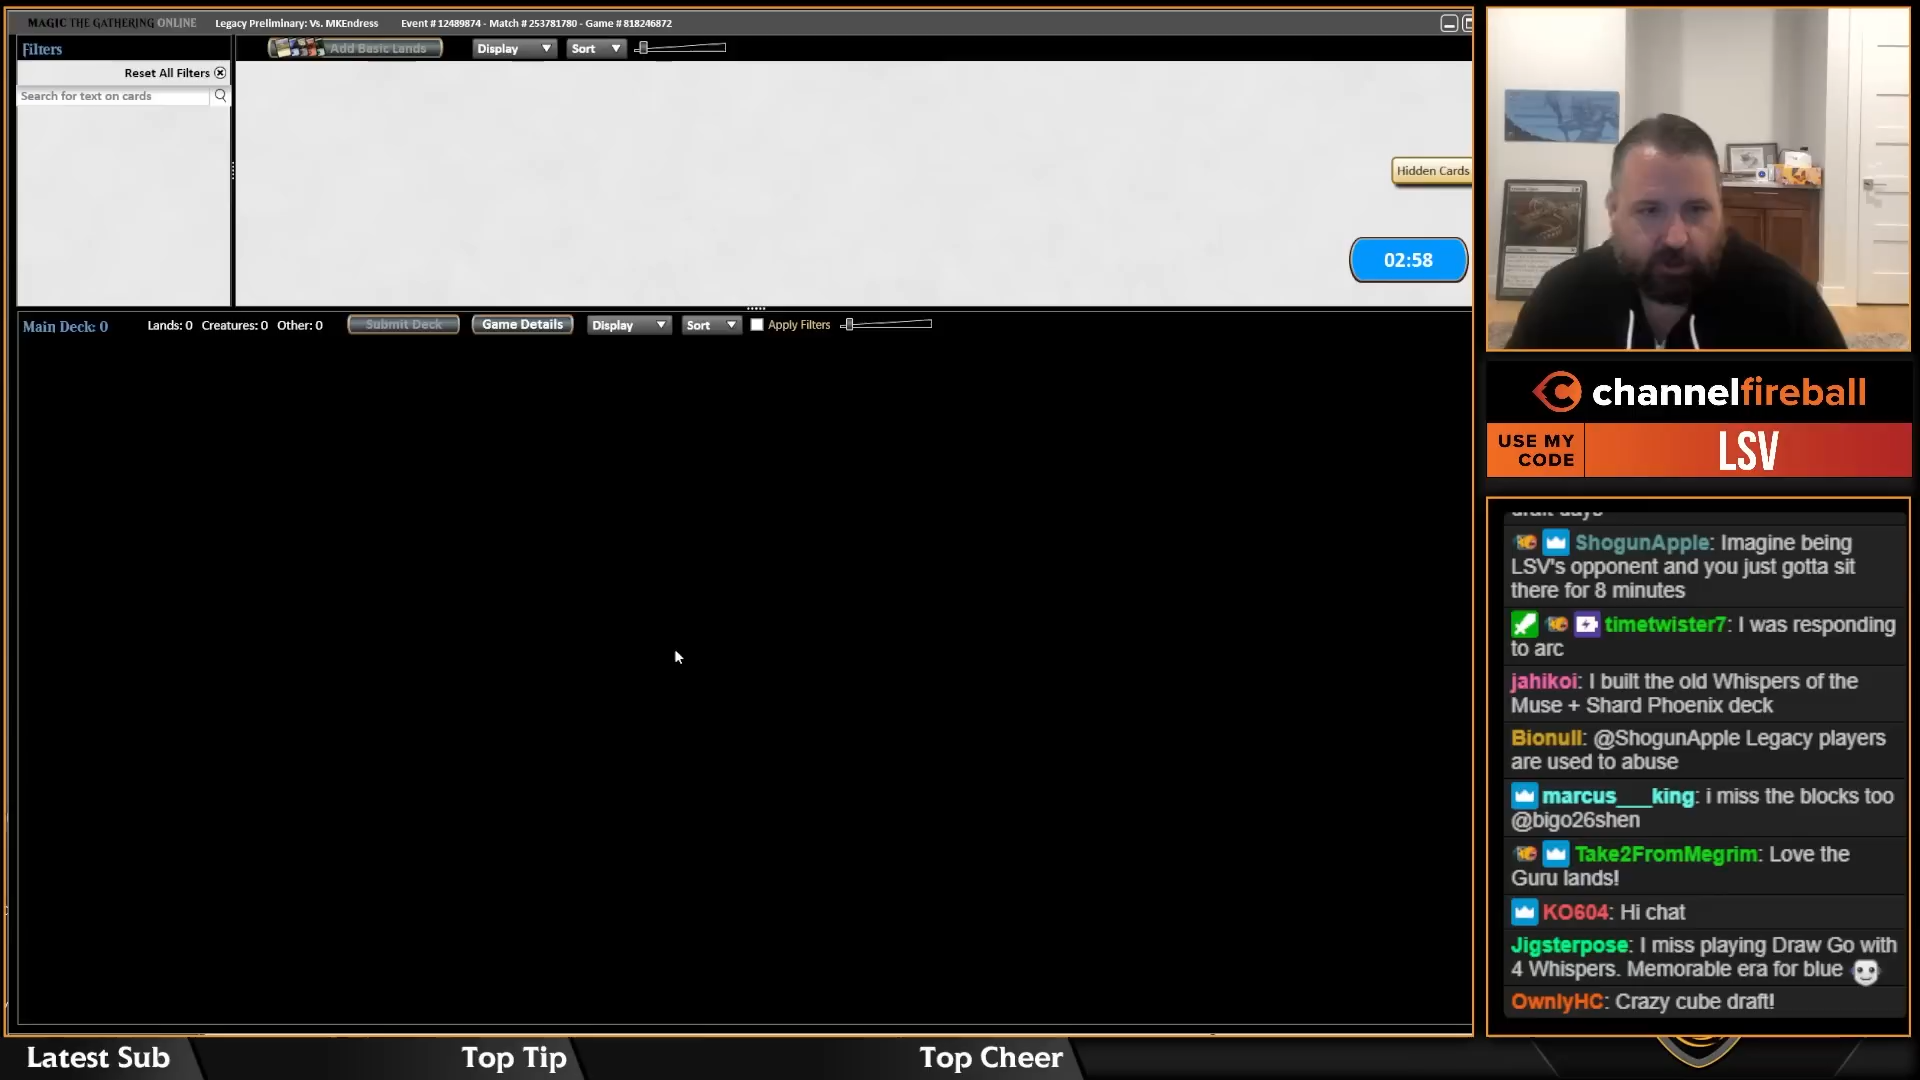 MAGIC THE GATHERING ONLINE Legacy Preliminary: Vs. MKEndress Event # 12489874 - Match # 253781780 - Game # 818246872
Filters Add Basic Lands Display Sort
Reset All Filters
Search for text on cards
Hidden Cards
02:58
Main Deck: 0 Lands: 0 Creatures: 0 Other: 0 Submit Deck Game Details Display Sort Apply Filters
channelfireball
USE MY
CODE
LSV
draft days
ShogunApple: Imagine being
LSV's opponent and you just gotta sit
there for 8 minutes
timetwister7: I was responding
to arc
jahikoi: I built the old Whispers of the
Muse + Shard Phoenix deck
Bionull: @ShogunApple Legacy players
are used to abuse
marcus___king: i miss the blocks too
@bigo26shen
Take2FromMegrim: Love the
Guru lands!
KO604: Hi chat
Jigsterpose: I miss playing Draw Go with
4 Whispers. Memorable era for blue
OwnlyHC: Crazy cube draft!
Latest Sub Top Tip Top Cheer